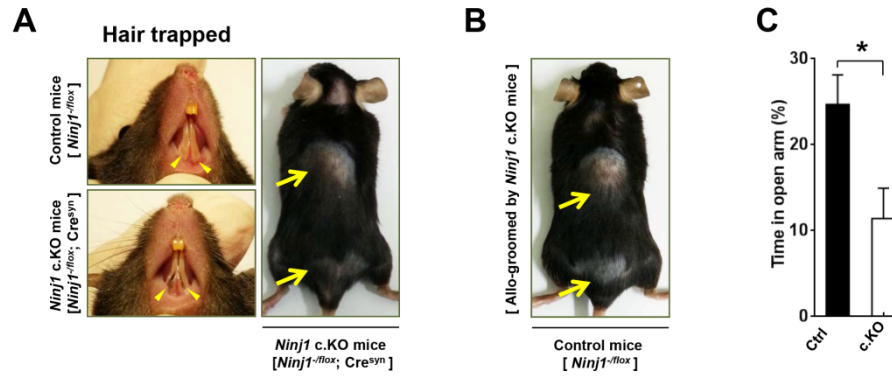 A
Hair trapped
Control mice
[ Ninj1-/flox ]
Ninj1 c.KO mice
[Ninj1-/flox; Cresyn ]
Ninj1 c.KO mice
[Ninj1-/flox; Cresyn ]
B
[ Allo-groomed by Ninj1 c.KO mice ]
Control mice
[ Ninj1-/flox ]
C
Time in open arm (%)
30
20
10
0
*
Ctrl
c.KO